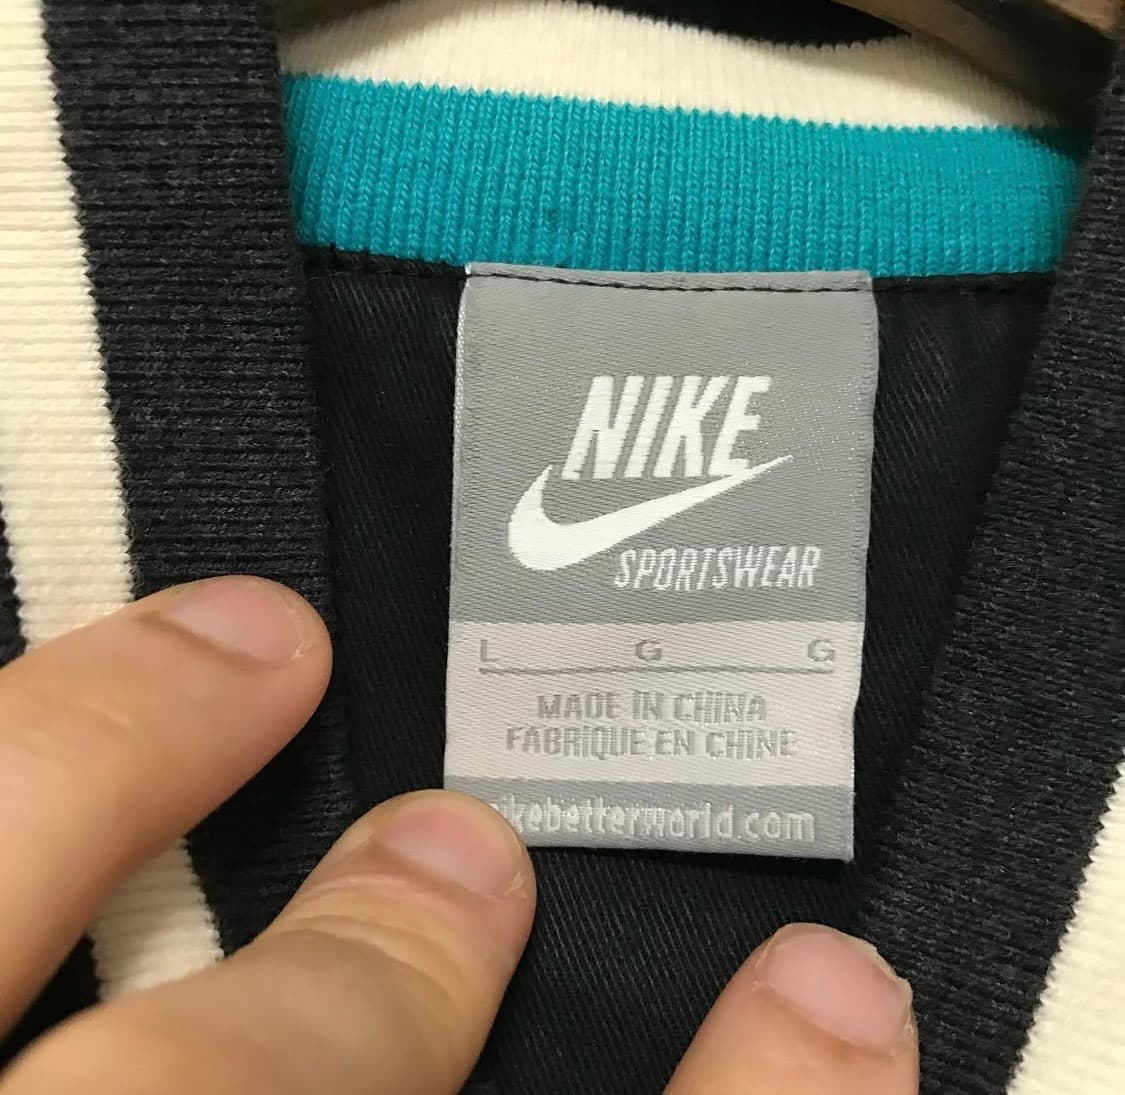 NIKE
SPORTSWEAR
L G G
MADE IN CHINA
FABRIQUE EN CHINE
ikebetterworld.com